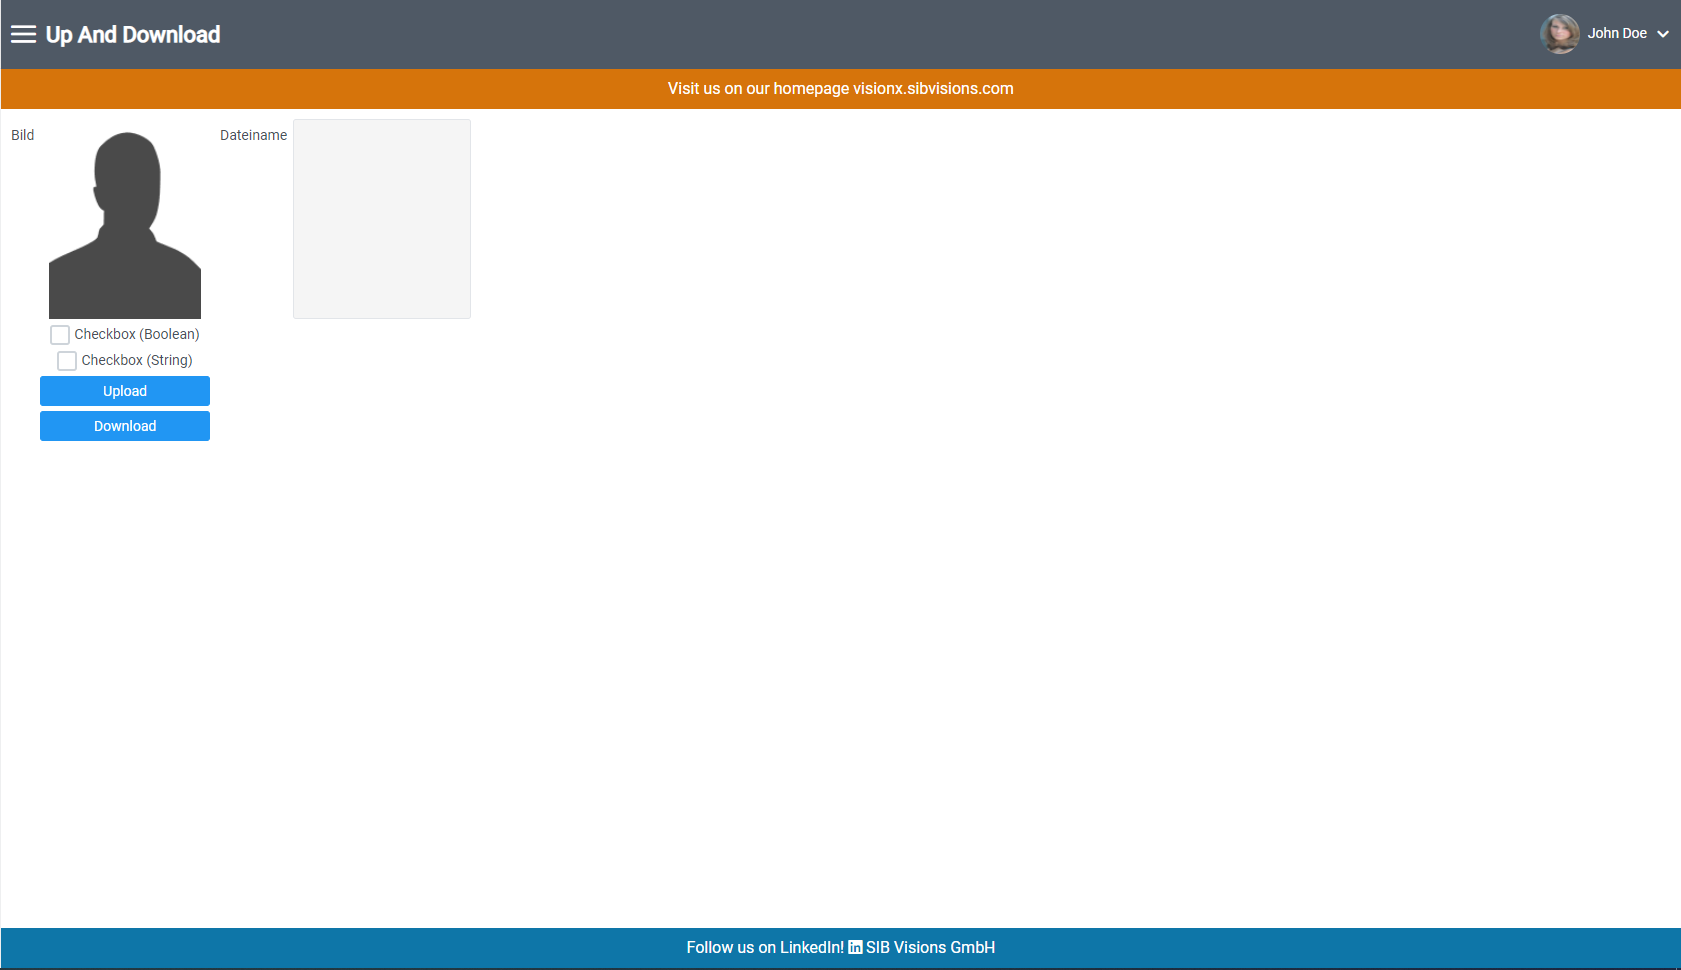 Up And Download
John Doe
Visit us on our homepage visionx.sibvisions.com
Bild
Dateiname
Checkbox (Boolean)
Checkbox (String)
Upload
Download
Follow us on LinkedIn! in SIB Visions GmbH